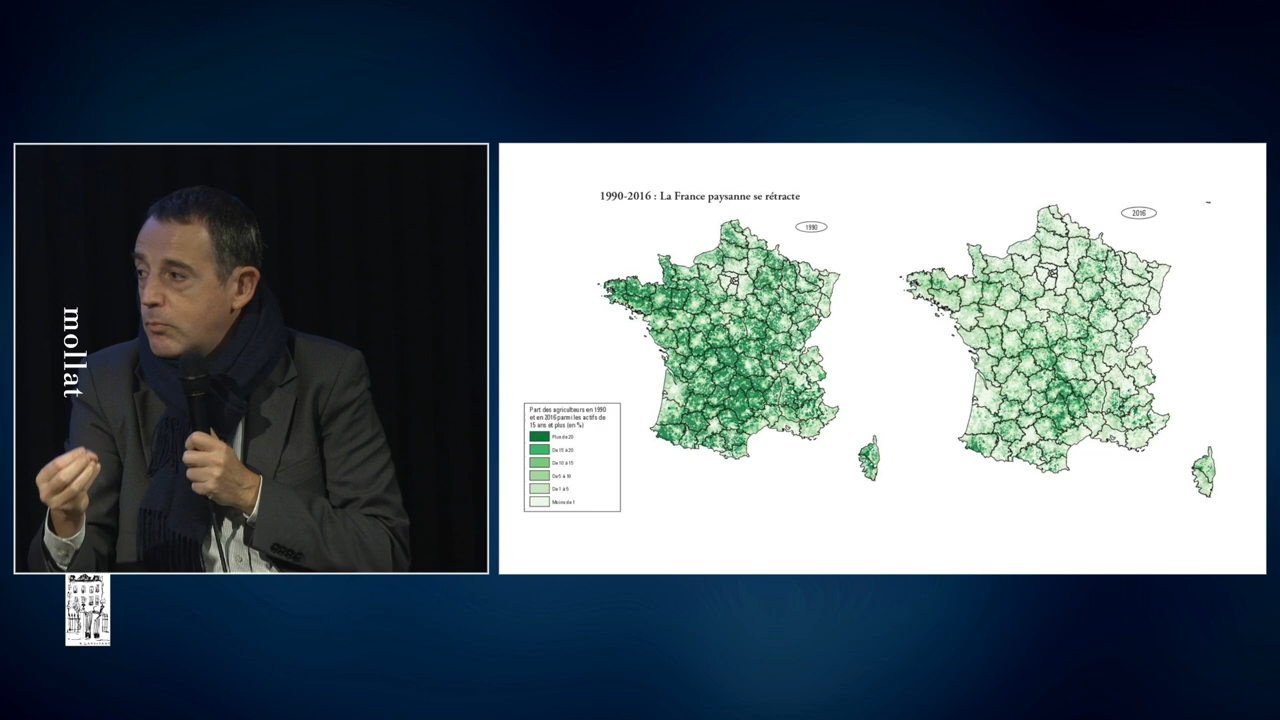 mollat
1990-2016 : La France paysanne se rétracte
1990
2016
Part des agriculteurs en 1990
et en 2016 parmi les actifs de
15 ans et plus (en %)
Plus de 20
De 15 à 20
De 10 à 15
De 5 à 10
De 1 à 5
Moins de 1